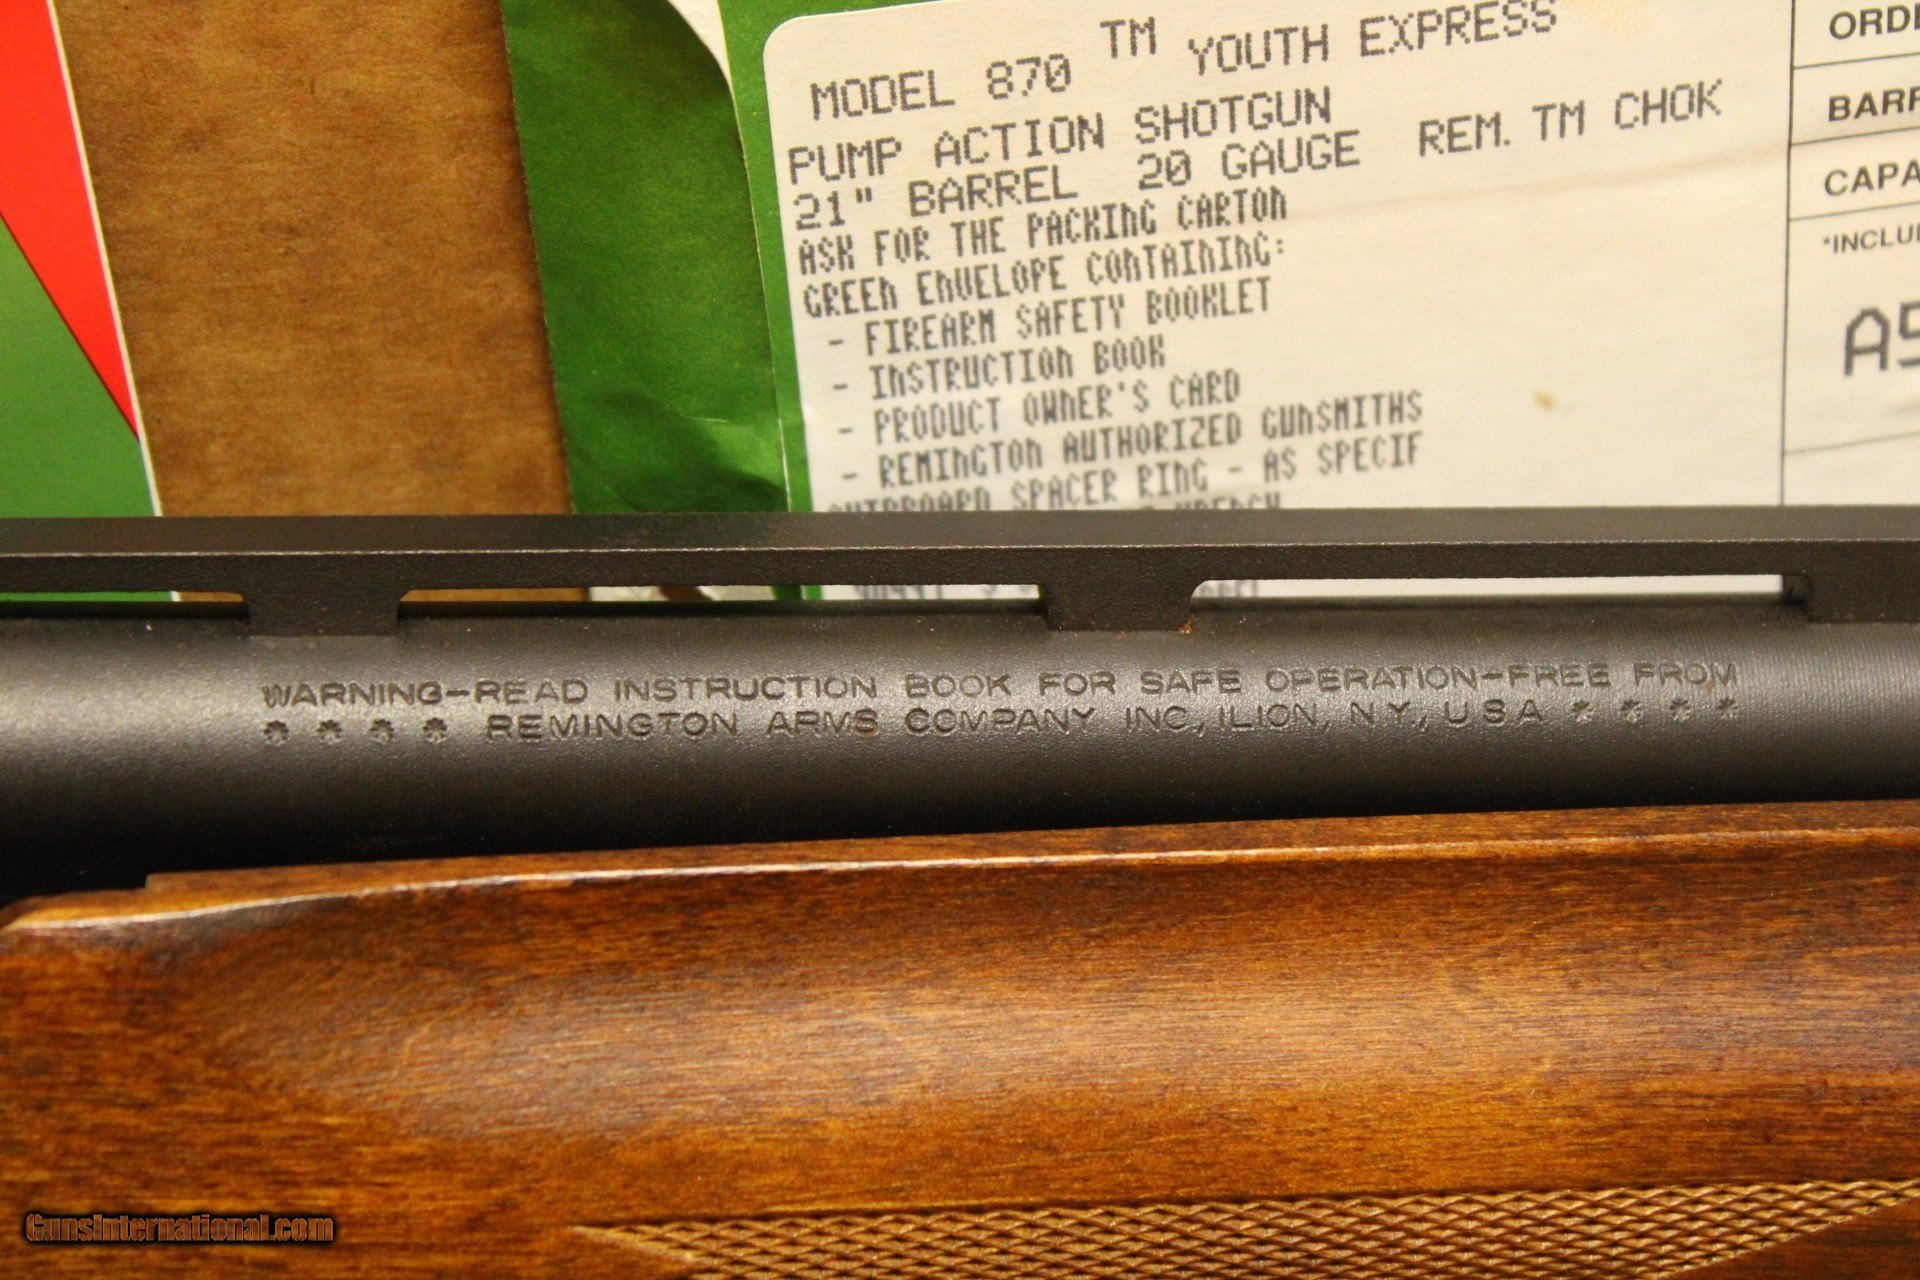 MODEL 870 TM YOUTH EXPRESS
PUMP ACTION SHOTGUN
21" BARREL 20 GAUGE REM. TM CHOK
ASK FOR THE PACKING CARTON
GREEN ENVELOPE CONTAINING:
- FIREARM SAFETY BOOKLET
- INSTRUCTION BOOK
- PRODUCT OWNER'S CARD
- REMINGTON AUTHORIZED GUNSMITHS
SPACER RING - AS SPECIF
ORDE
BARR
CAPA
*INCLU
A5
WARNING-READ INSTRUCTION BOOK FOR SAFE OPERATION-FREE FROM
* * * * REMINGTON ARMS COMPANY INC, ILION, N.Y., U S A * * * *
GunsInternational.com